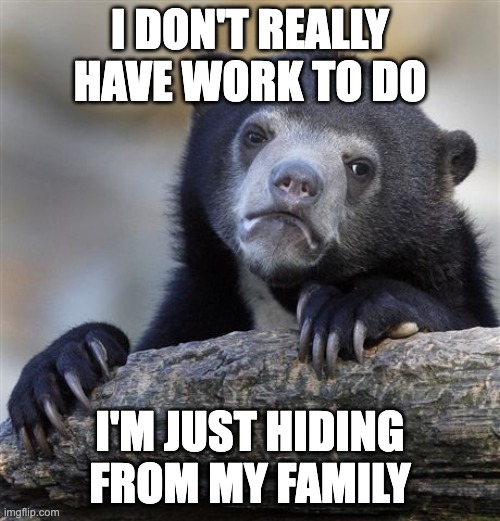 I DON'T REALLY
HAVE WORK TO DO
I'M JUST HIDING
FROM MY FAMILY
imgflip.com